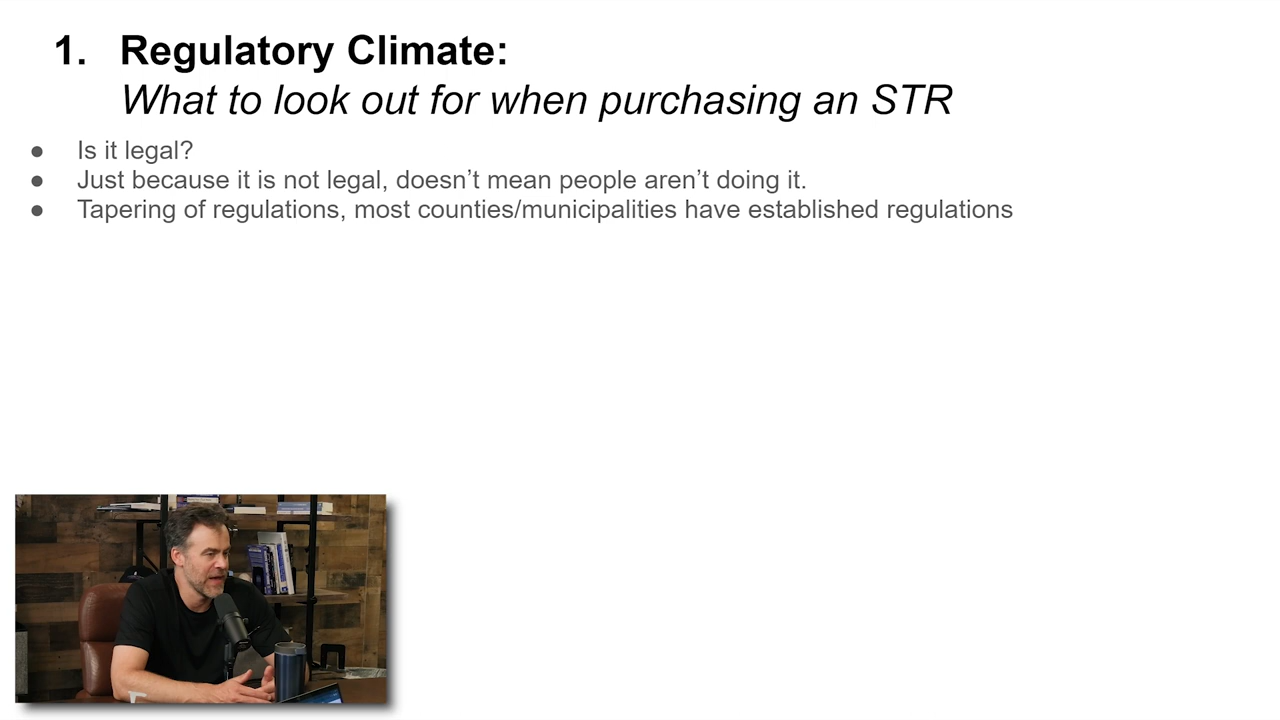 1. Regulatory Climate:
What to look out for when purchasing an STR
● Is it legal?
● Just because it is not legal, doesn’t mean people aren’t doing it.
● Tapering of regulations, most counties/municipalities have established regulations